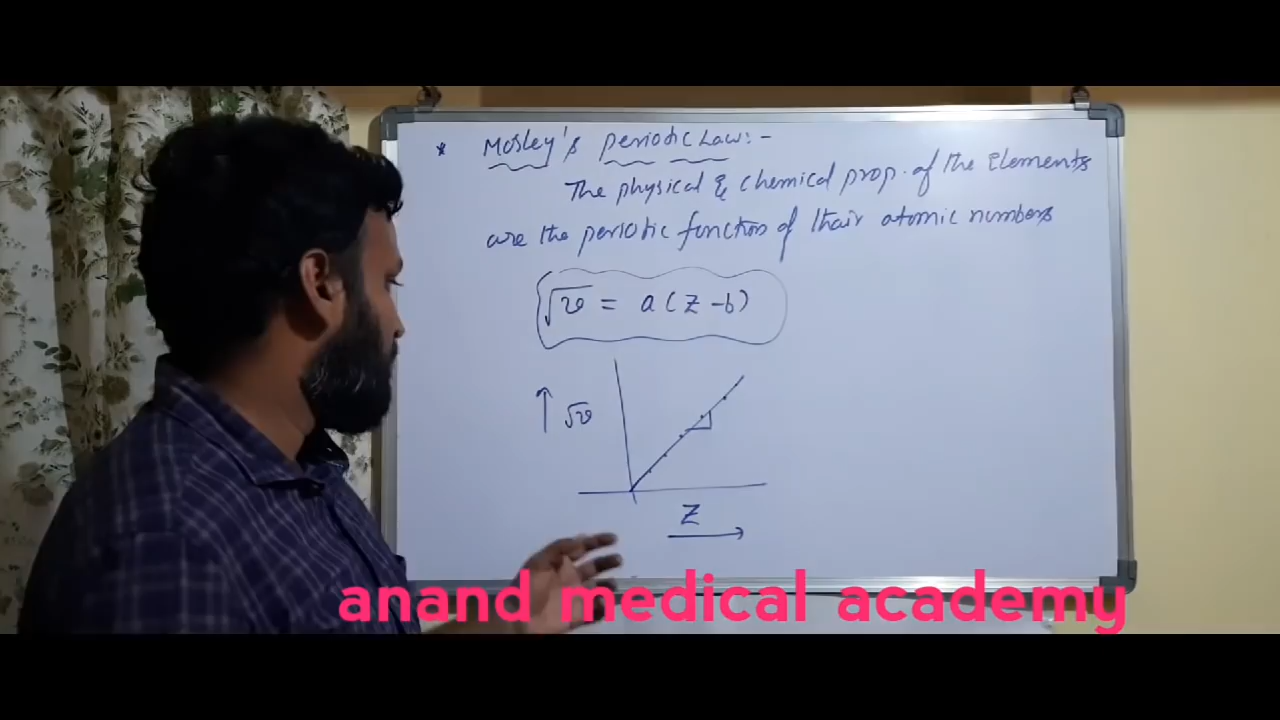 * Mosley's periodic Law:-
The physical & chemical prop. of the Elements
are the periodic function of thair atomic numbers
√ν = a(Z-b)
↑ √ν
Z
→
anand medical academy